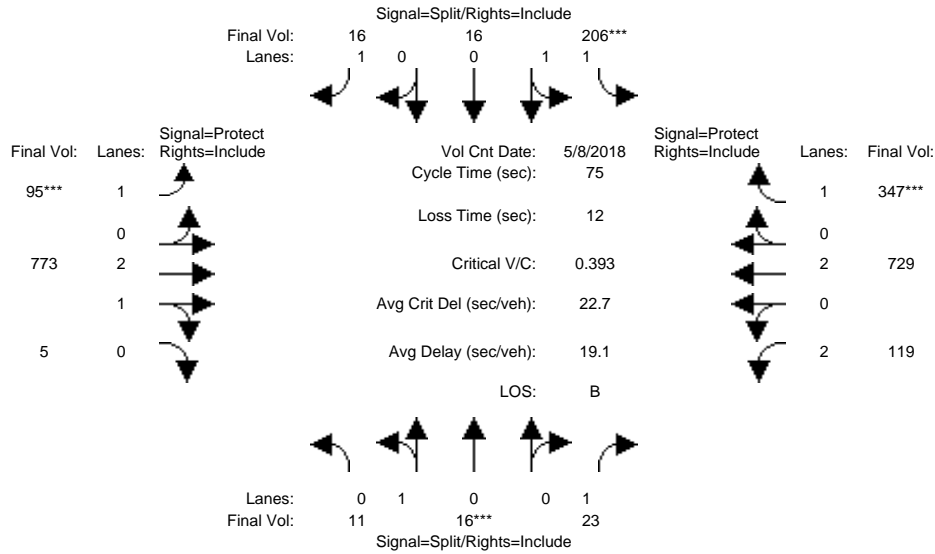 Signal=Split/Rights=Include
Final Vol: 16 16 206***
Lanes: 1 0 0 1 1
Signal=Protect
Final Vol: Lanes: Rights=Include
Vol Cnt Date: 5/8/2018
Signal=Protect
Rights=Include Lanes: Final Vol:
Cycle Time (sec): 75
95*** 1
1 347***
Loss Time (sec): 12
0
0
773 2
Critical V/C: 0.393
2 729
1
Avg Crit Del (sec/veh): 22.7
0
5 0
Avg Delay (sec/veh): 19.1
2 119
LOS: B
Lanes: 0 1 0 0 1
Final Vol: 11 16*** 23
Signal=Split/Rights=Include